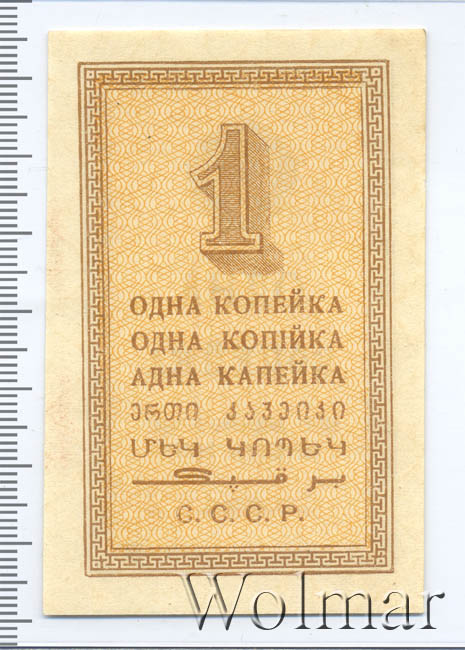 1
ОДНА КОПЕЙКА
ОДНА КОПІЙКА
АДНА КАПЕЙКА
ერთი კაპეიკი
ՄԵԿ ԿՈՊԵԿ
С. С. С. Р.
Wolmar